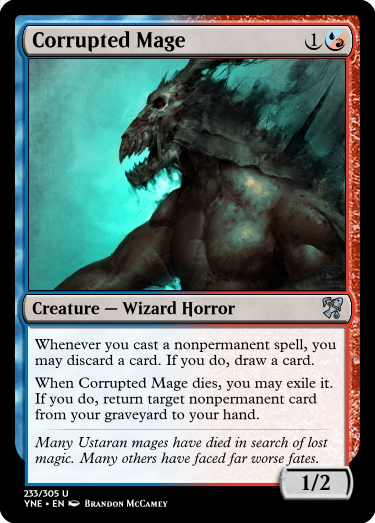 Corrupted Mage 1
Creature — Wizard Horror
Whenever you cast a nonpermanent spell, you
may discard a card. If you do, draw a card.
When Corrupted Mage dies, you may exile it.
If you do, return target nonpermanent card
from your graveyard to your hand.
Many Ustaran mages have died in search of lost
magic. Many others have faced far worse fates.
1/2
233/305 U
YNE • EN Brandon McCamey